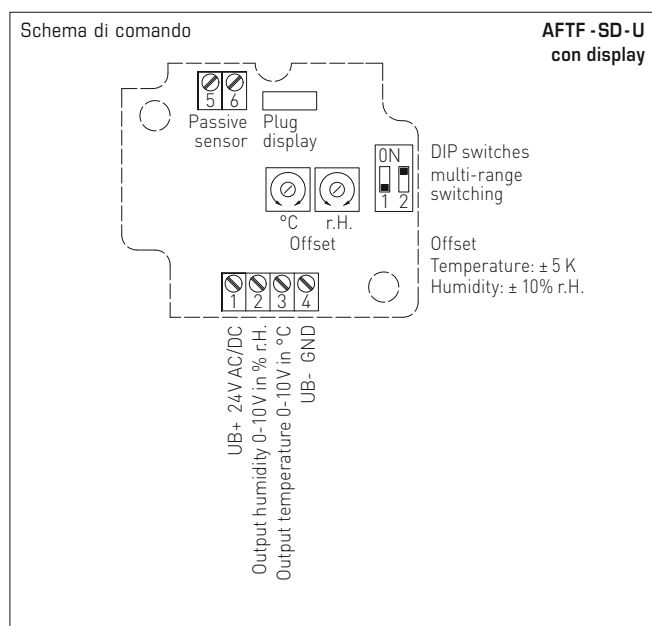 Schema di comando
AFTF - SD - U
con display
5 6
Passive
sensor
Plug
display
ON
1 2
DIP switches
multi-range
switching
°C r.H.
Offset
Offset
Temperature: ± 5 K
Humidity: ± 10% r.H.
1 2 3 4
UB+ 24V AC/DC
Output humidity 0-10V in % r.H.
Output temperature 0-10V in °C
UB- GND